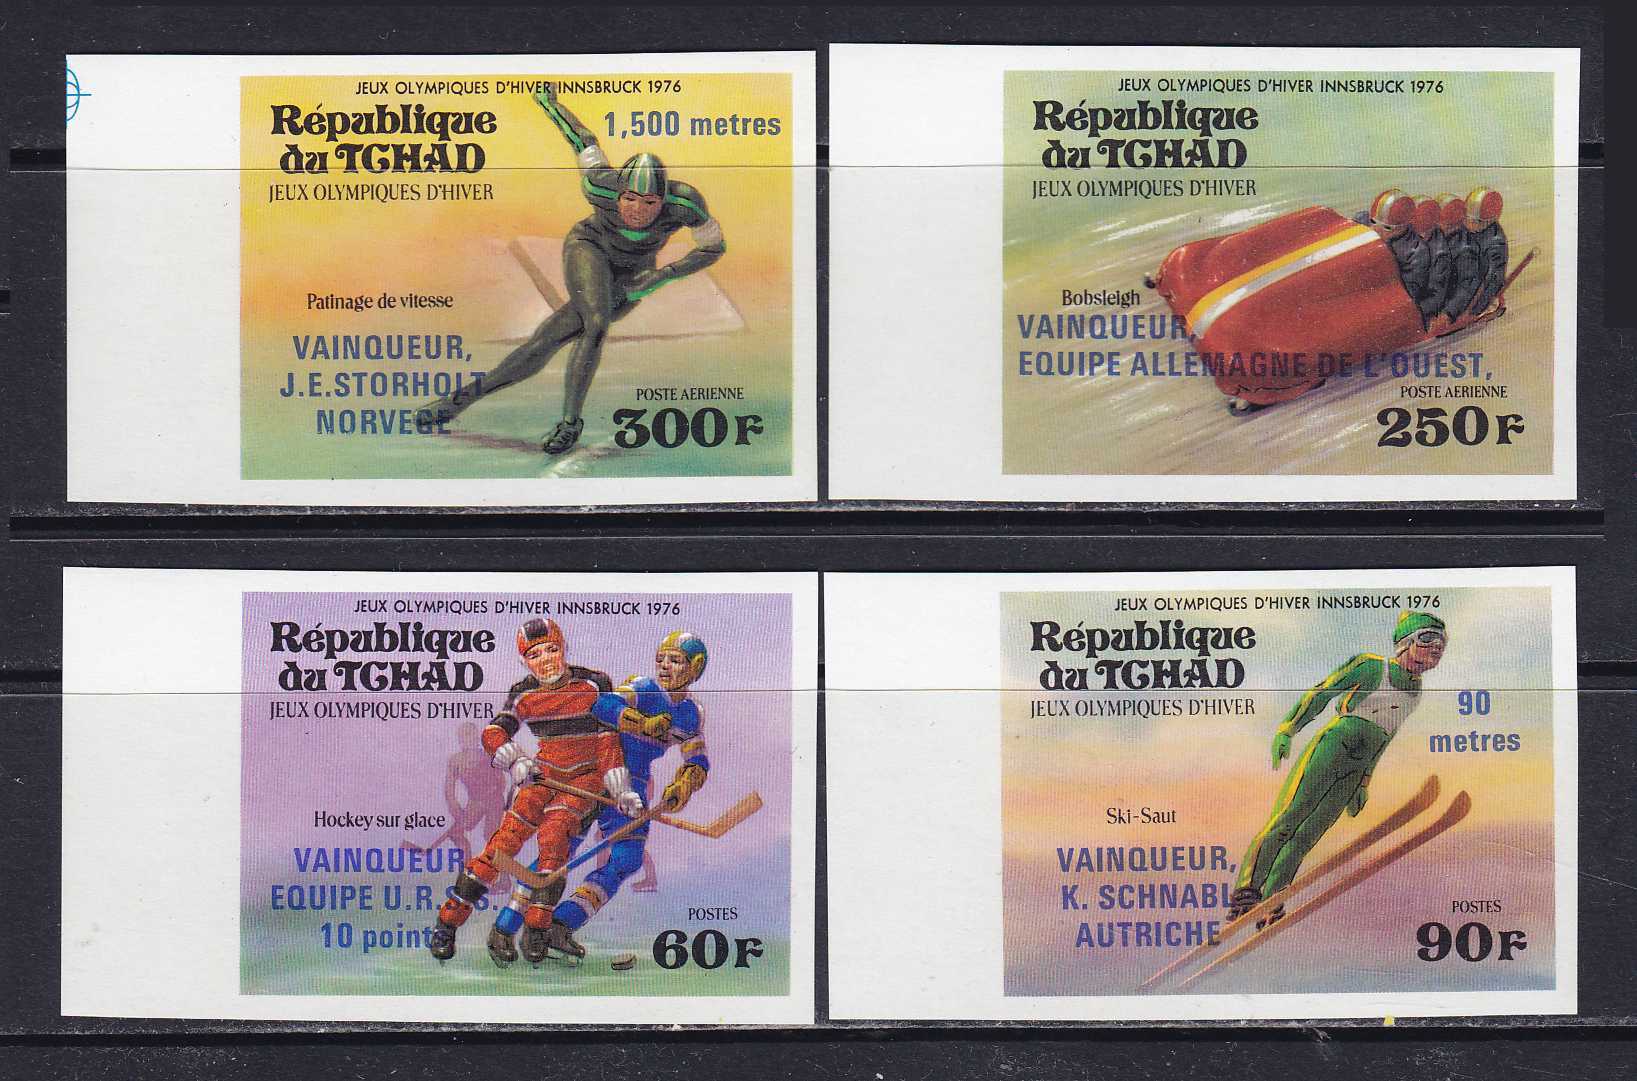 JEUX OLYMPIQUES D'HIVER INNSBRUCK 1976
République
du TCHAD
JEUX OLYMPIQUES D'HIVER
1,500 metres
Patinage de vitesse
VAINQUEUR,
J.E.STORHOLT
NORVEGE
POSTE AERIENNE
300F
JEUX OLYMPIQUES D'HIVER INNSBRUCK 1976
République
du TCHAD
JEUX OLYMPIQUES D'HIVER
Bobsleigh
VAINQUEUR,
EQUIPE ALLEMAGNE DE L'OUEST,
POSTE AERIENNE
250F
JEUX OLYMPIQUES D'HIVER INNSBRUCK 1976
République
du TCHAD
JEUX OLYMPIQUES D'HIVER
Hockey sur glace
VAINQUEUR
EQUIPE U.R.S.S.
10 points
POSTES
60F
JEUX OLYMPIQUES D'HIVER INNSBRUCK 1976
République
du TCHAD
JEUX OLYMPIQUES D'HIVER
90
metres
Ski-Saut
VAINQUEUR,
K. SCHNABL
AUTRICHE
POSTES
90F